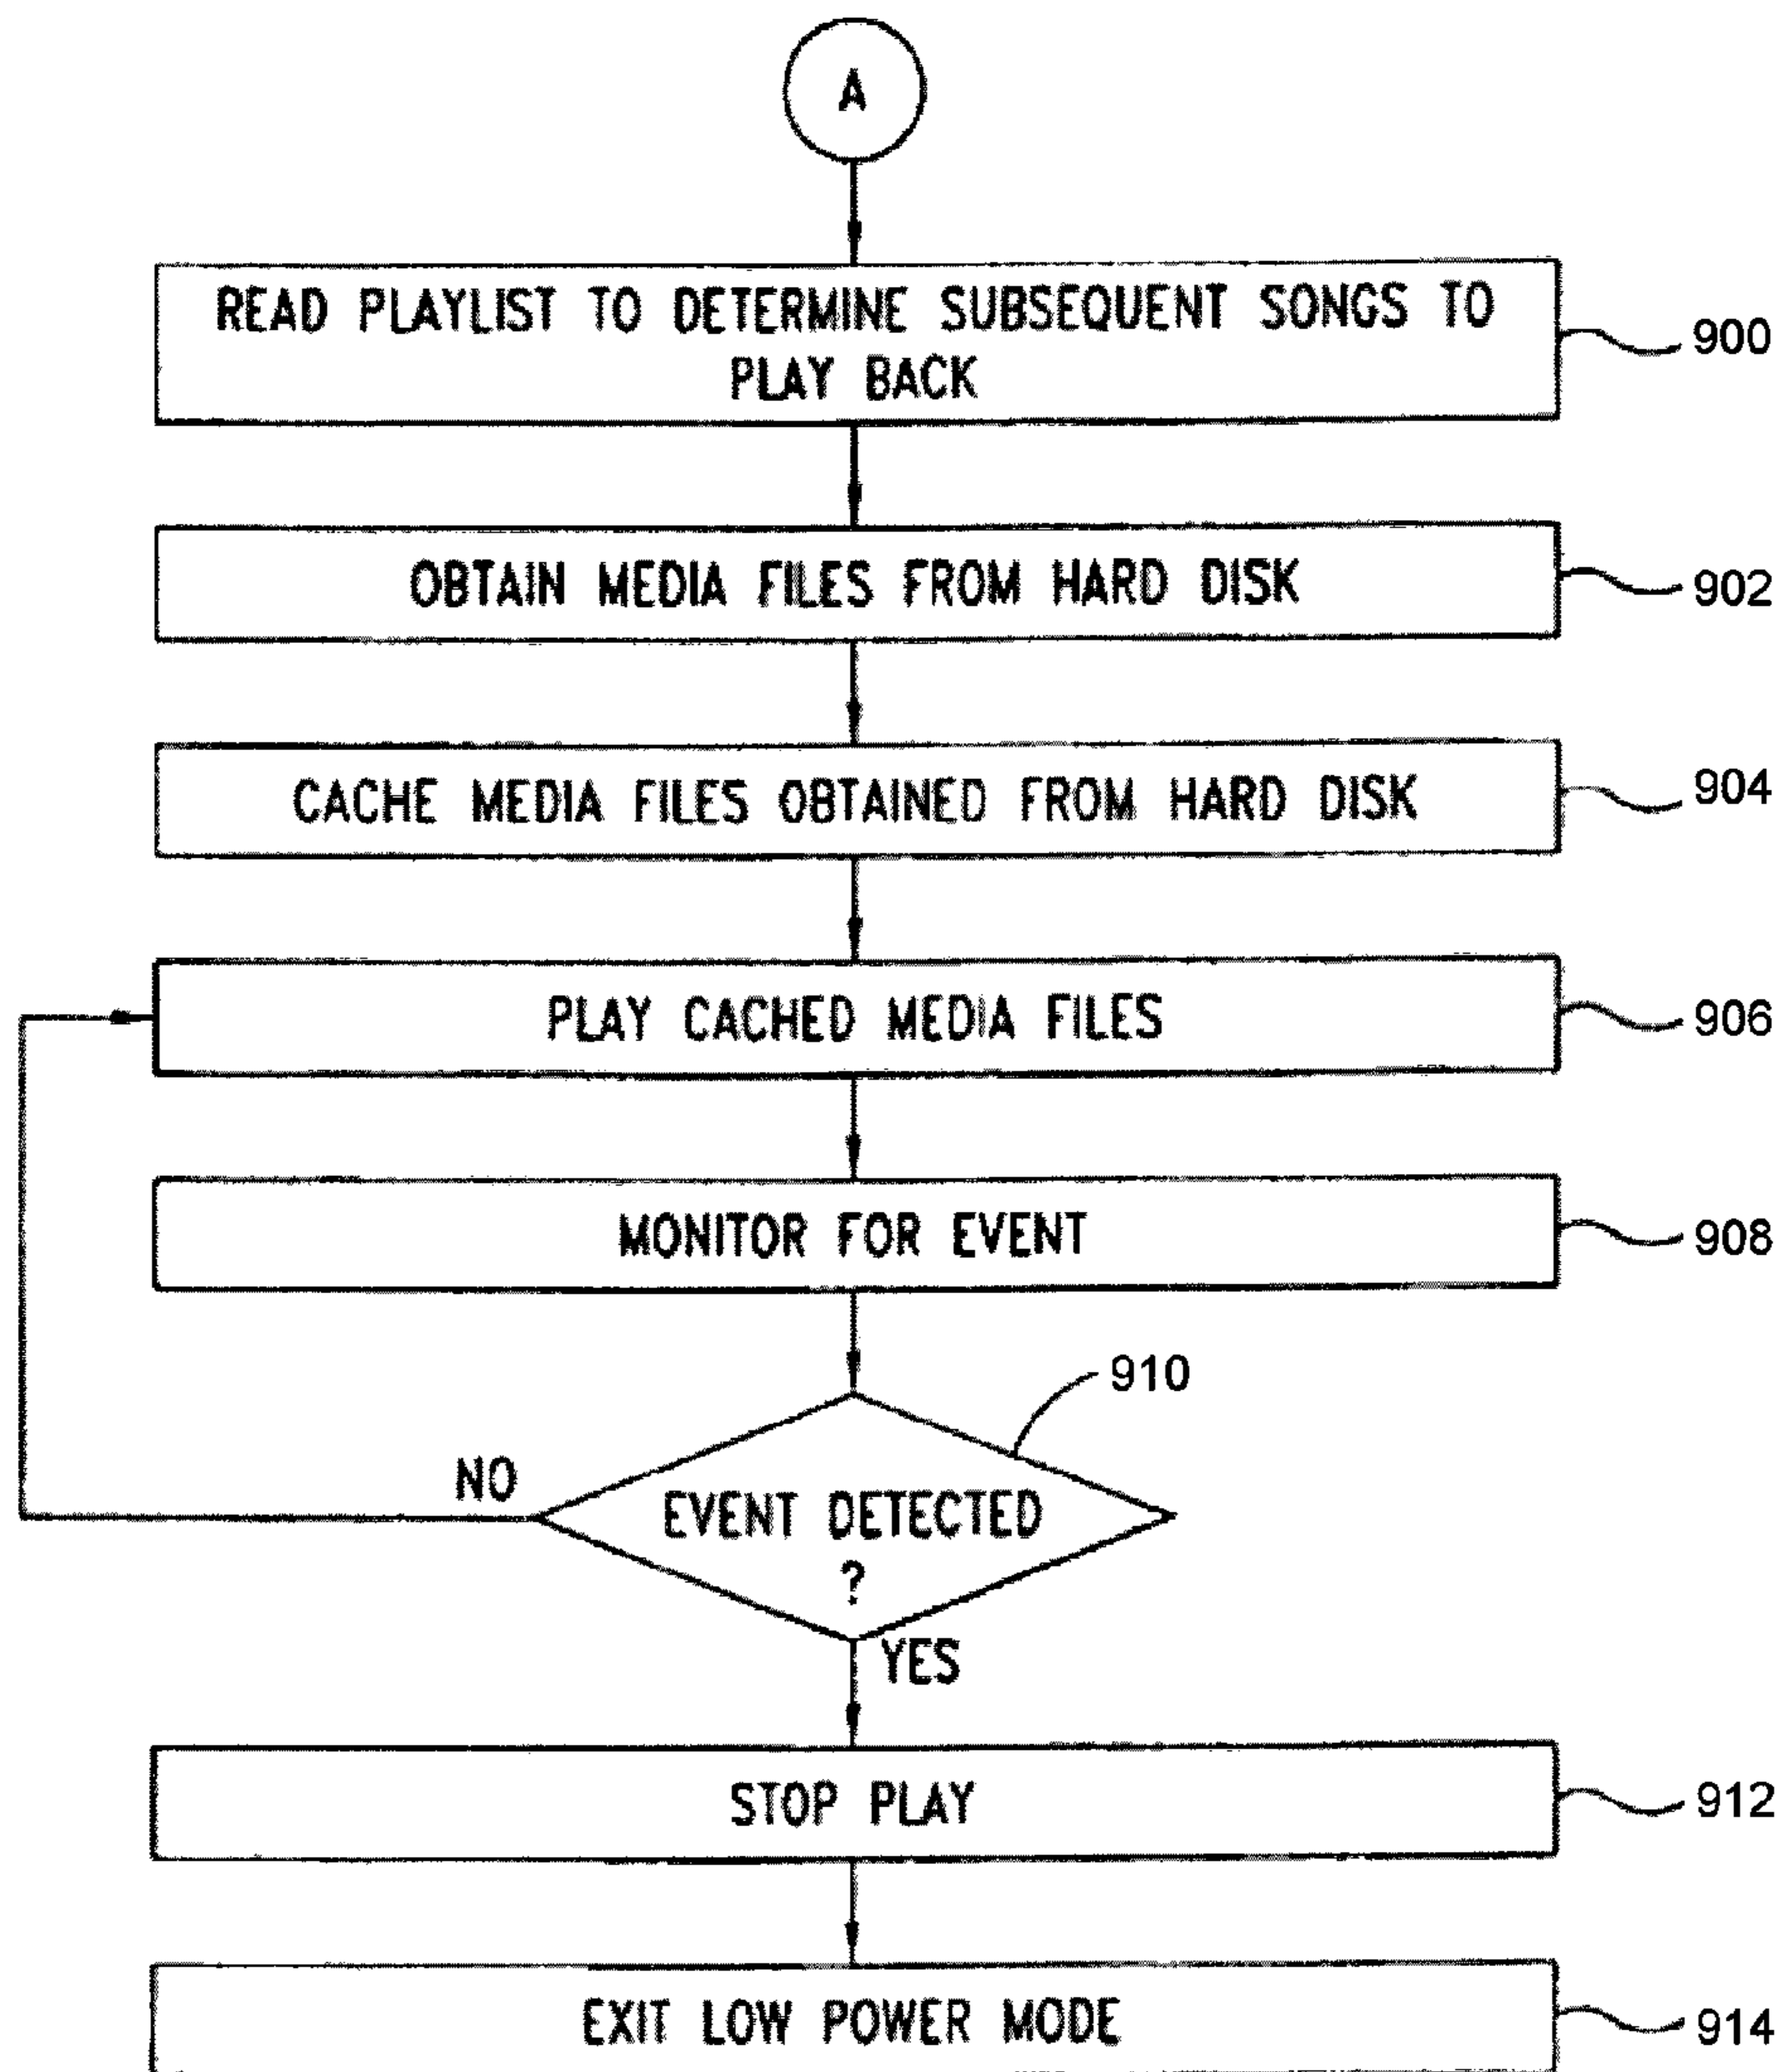 A
READ PLAYLIST TO DETERMINE SUBSEQUENT SONGS TO
PLAY BACK
900
OBTAIN MEDIA FILES FROM HARD DISK
902
CACHE MEDIA FILES OBTAINED FROM HARD DISK
904
PLAY CACHED MEDIA FILES
906
MONITOR FOR EVENT
908
910
NO
EVENT DETECTED
?
YES
STOP PLAY
912
EXIT LOW POWER MODE
914